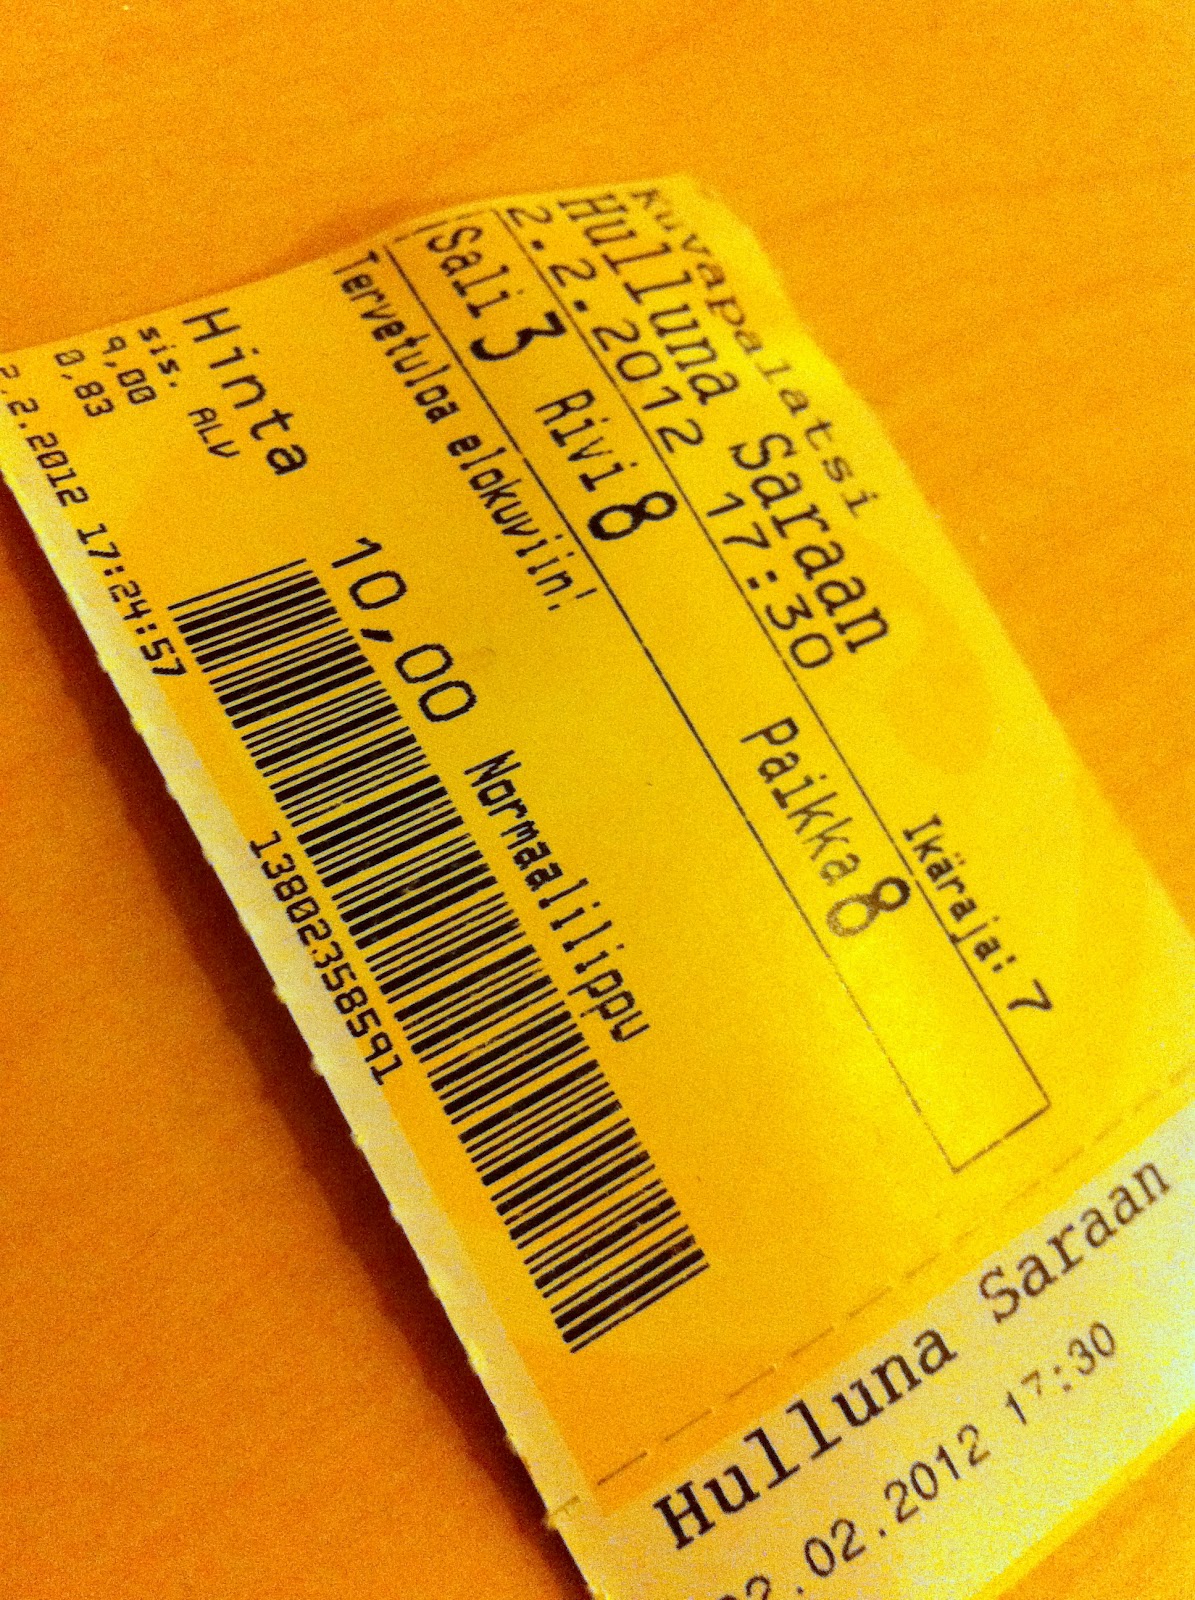 Kuvapalatsi
Hulluna Saraan
2.2.2012 17:30 Ikäraja: 7
Sali 3 Rivi 8 Paikka 8
Tervetuloa elokuviin!
Hinta 10,00 Normaalilippu
sis. ALV
9,00
0,83
2.2.2012 17:24:57
13802358591
Hulluna Saraan
02.02.2012 17:30